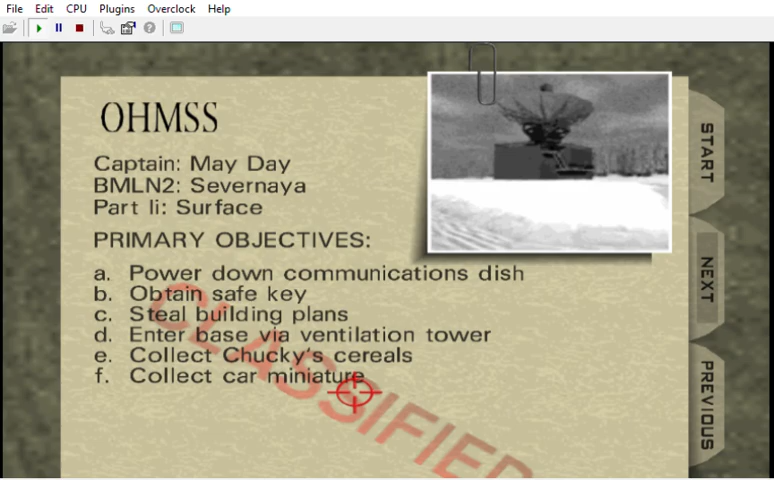 File Edit CPU Plugins Overclock Help
OHMSS
Captain: May Day
BMLN2: Severnaya
Part Ii: Surface
PRIMARY OBJECTIVES:
a. Power down communications dish
b. Obtain safe key
c. Steal building plans
d. Enter base via ventilation tower
e. Collect Chucky's cereals
f. Collect car miniature
CLASSIFIED
START
NEXT
PREVIOUS